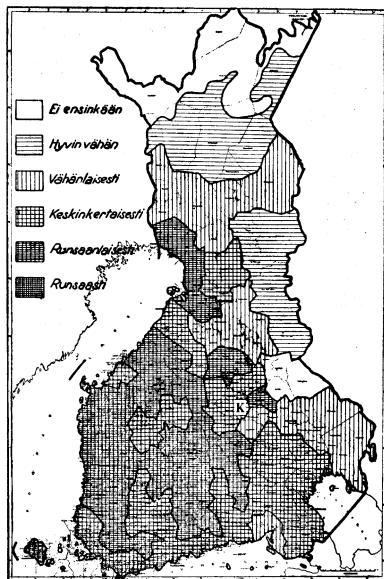 Ei ensinkään
Hyvin vähän
Vähänlaisesti
Keskinkertaisesti
Runsaanlaisesti
Runsaasti
K